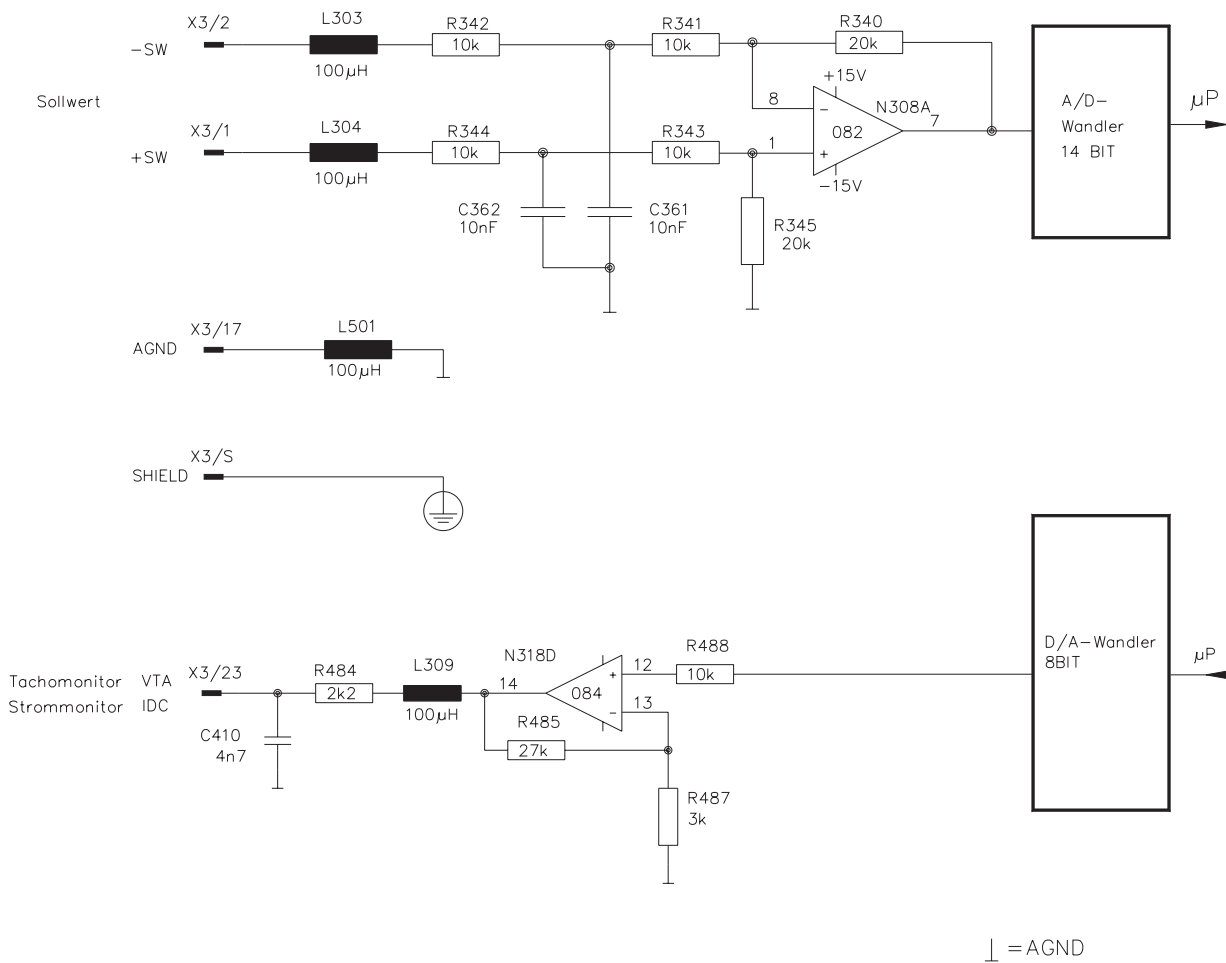 X3/2
L303
R342
R341
R340
-SW
10k
10k
20k
100µH
+15V
Sollwert
8
N308A
7
-
082
+
A/D-
Wandler
14 BIT
µP
X3/1
L304
R344
R343
1
+SW
10k
10k
100µH
-15V
C362
10nF
C361
10nF
R345
20k
X3/17
L501
AGND
100µH
X3/S
SHIELD
D/A-Wandler
8BIT
µP
Tachomonitor VTA
Strommonitor IDC
X3/23
R484
2k2
L309
100µH
14
N318D
084
+
-
12
13
R488
10k
R485
27k
C410
4n7
R487
3k
⊥ =AGND